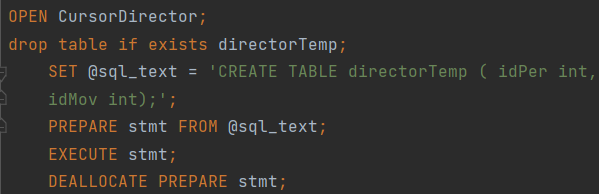 OPEN CursorDirector;
drop table if exists directorTemp;
SET @sql_text = 'CREATE TABLE directorTemp ( idPer int,
idMov int);';
PREPARE stmt FROM @sql_text;
EXECUTE stmt;
DEALLOCATE PREPARE stmt;